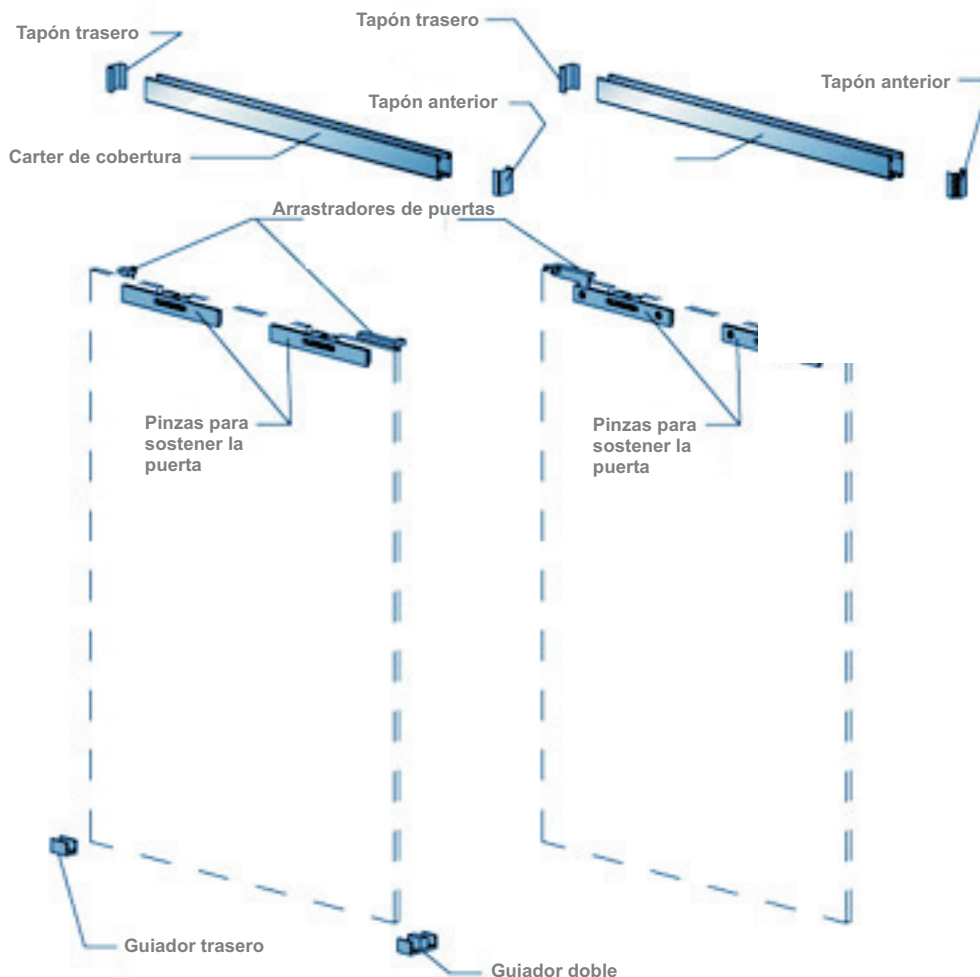 Tapón trasero
Tapón trasero
Tapón anterior
Tapón anterior
Carter de cobertura
Arrastradores de puertas
Pinzas para
sostener la
puerta
Pinzas para
sostener la
puerta
Guiador trasero
Guiador doble